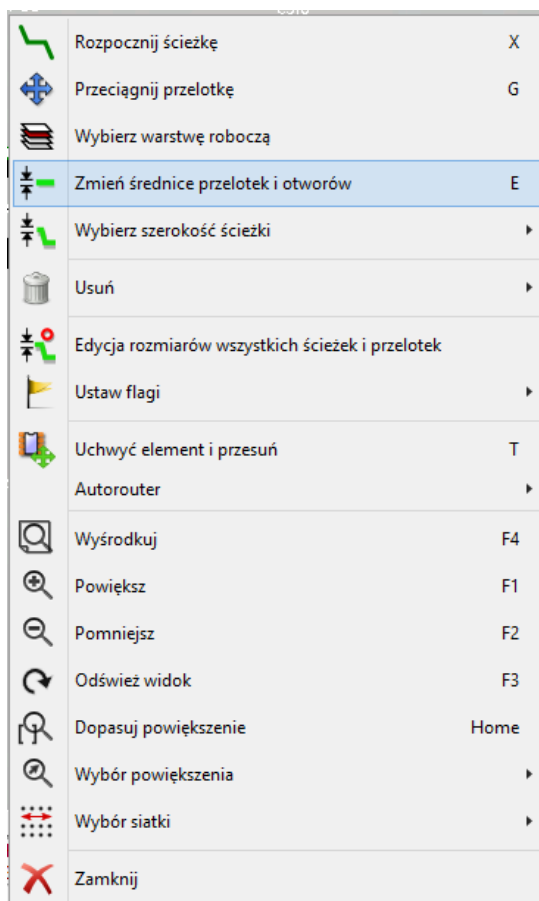 Rozpocznij ścieżkę X
Przeciągnij przelotkę G
Wybierz warstwę roboczą
Zmień średnice przelotek i otworów E
Wybierz szerokość ścieżki
Usuń
Edycja rozmiarów wszystkich ścieżek i przelotek
Ustaw flagi
Uchwyć element i przesuń T
Autorouter
Wyśrodkuj F4
Powiększ F1
Pomniejsz F2
Odśwież widok F3
Dopasuj powiększenie Home
Wybór powiększenia
Wybór siatki
Zamknij